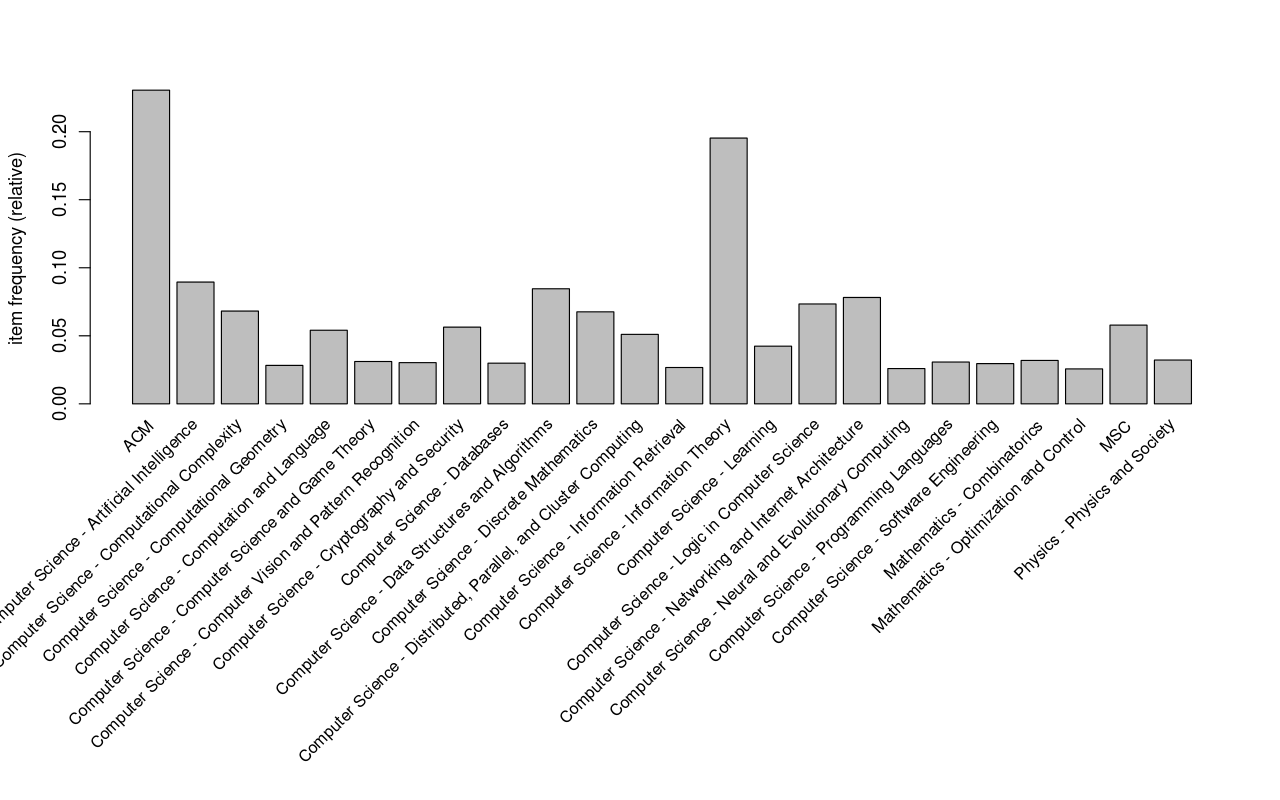 item frequency (relative)
0.20
0.15
0.10
0.05
0.00
ACM
mputer Science - Artificial Intelligence
Computer Science - Computational Complexity
Computer Science - Computational Geometry
Computer Science - Computation and Language
Computer Science - Computer Science and Game Theory
Computer Science - Computer Vision and Pattern Recognition
Computer Science - Cryptography and Security
Computer Science - Databases
Computer Science - Data Structures and Algorithms
Computer Science - Discrete Mathematics
Computer Science - Distributed, Parallel, and Cluster Computing
Computer Science - Information Retrieval
Computer Science - Information Theory
Computer Science - Learning
Computer Science - Logic in Computer Science
Computer Science - Networking and Internet Architecture
Computer Science - Neural and Evolutionary Computing
Computer Science - Programming Languages
Computer Science - Software Engineering
Mathematics - Combinatorics
Mathematics - Optimization and Control
MSC
Physics - Physics and Society